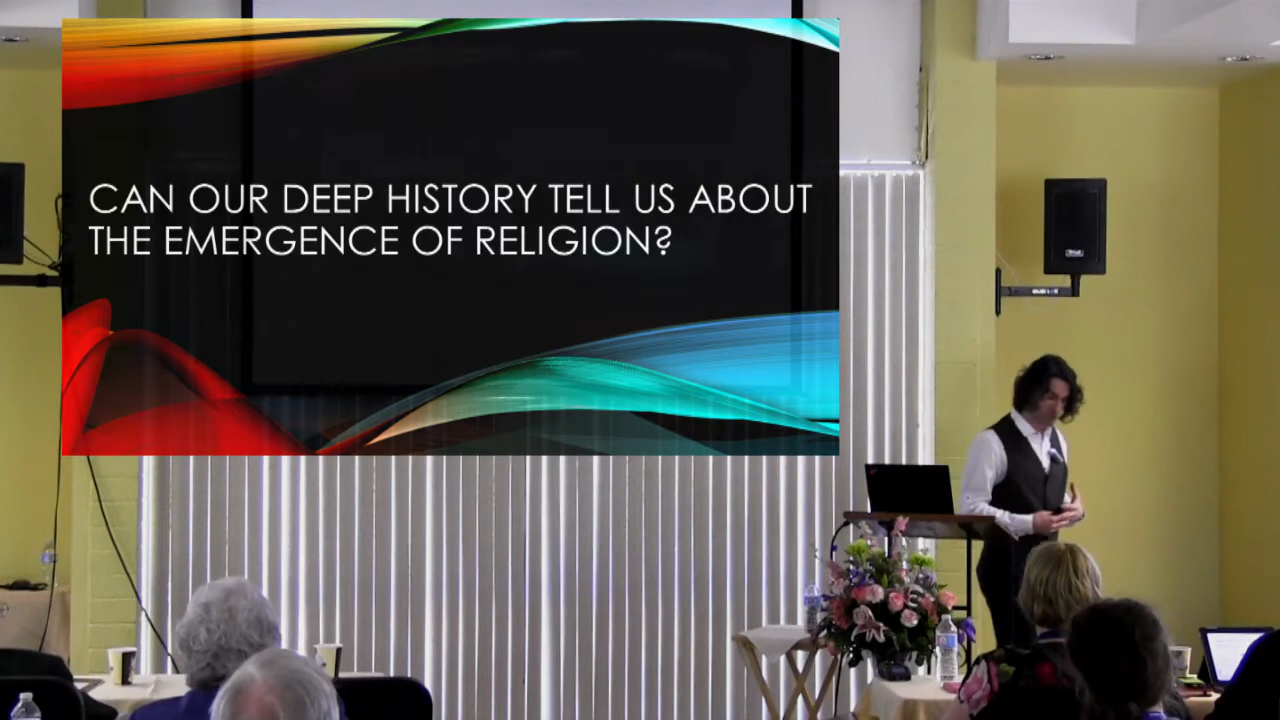 CAN OUR DEEP HISTORY TELL US ABOUT
THE EMERGENCE OF RELIGION?